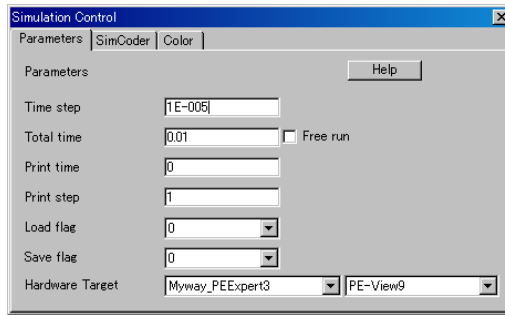 Simulation Control
Parameters SimCoder Color
Parameters Help
Time step 1E-005
Total time 0.01 Free run
Print time 0
Print step 1
Load flag 0
Save flag 0
Hardware Target Myway_PEExpert3 PE-View9